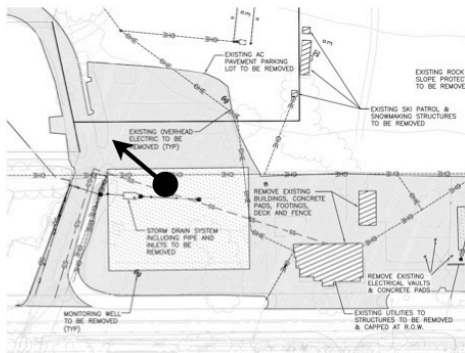 EXISTING AC
PAVEMENT PARKING
LOT TO BE REMOVED
EXISTING ROCK
SLOPE PROTEC
TO BE REMOVE
EXISTING SKI PATROL &
SNOWMAKING STRUCTURES
TO BE REMOVED
EXISTING OVERHEAD
ELECTRIC TO BE
REMOVED (TYP)
REMOVE EXISTING
BUILDINGS, CONCRETE
PADS, FOOTINGS,
DECK AND FENCE
STORM DRAIN SYSTEM
INCLUDING PIPE AND
INLETS TO BE
REMOVED
REMOVE EXISTING
ELECTRICAL VAULTS
& CONCRETE PADS
MONITORING WELL
TO BE REMOVED
(TYP)
EXISTING UTILITIES TO
STRUCTURES TO BE REMOVED
& CAPPED AT R.O.W.